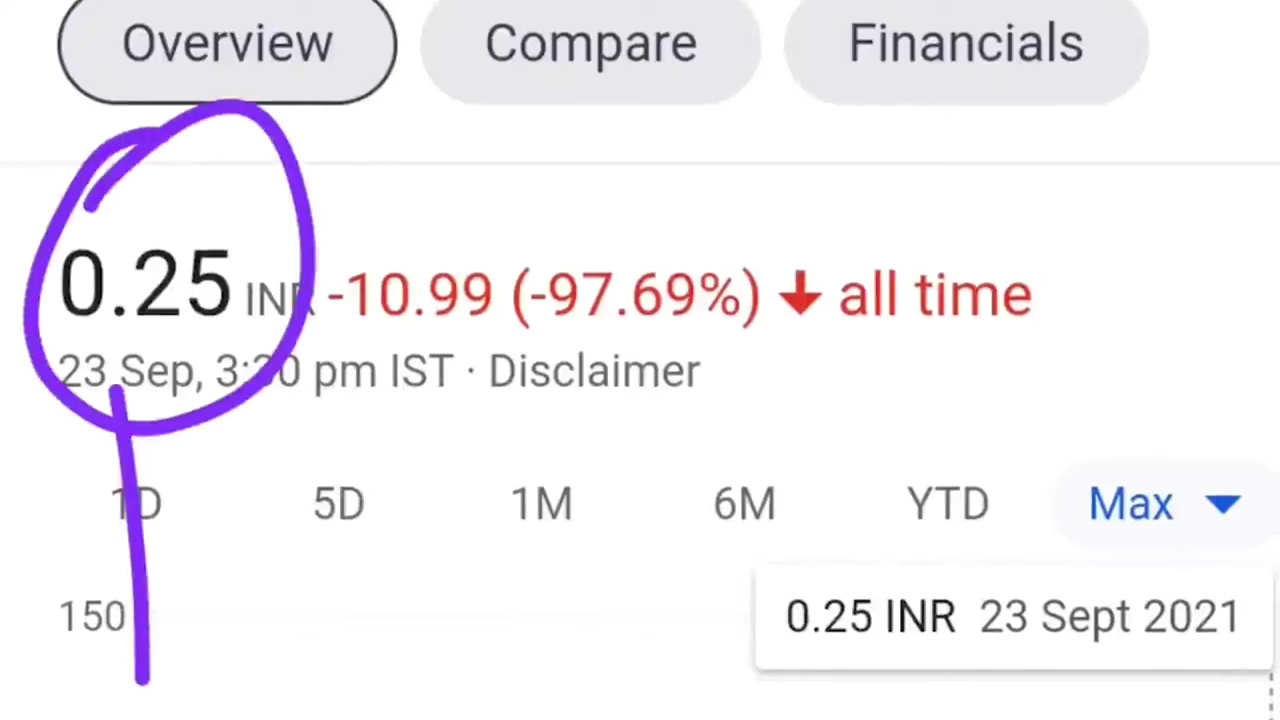 Overview Compare Financials
0.25 INR -10.99 (-97.69%) ↓ all time
23 Sep, 3:30 pm IST · Disclaimer
1D 5D 1M 6M YTD Max
150
0.25 INR 23 Sept 2021